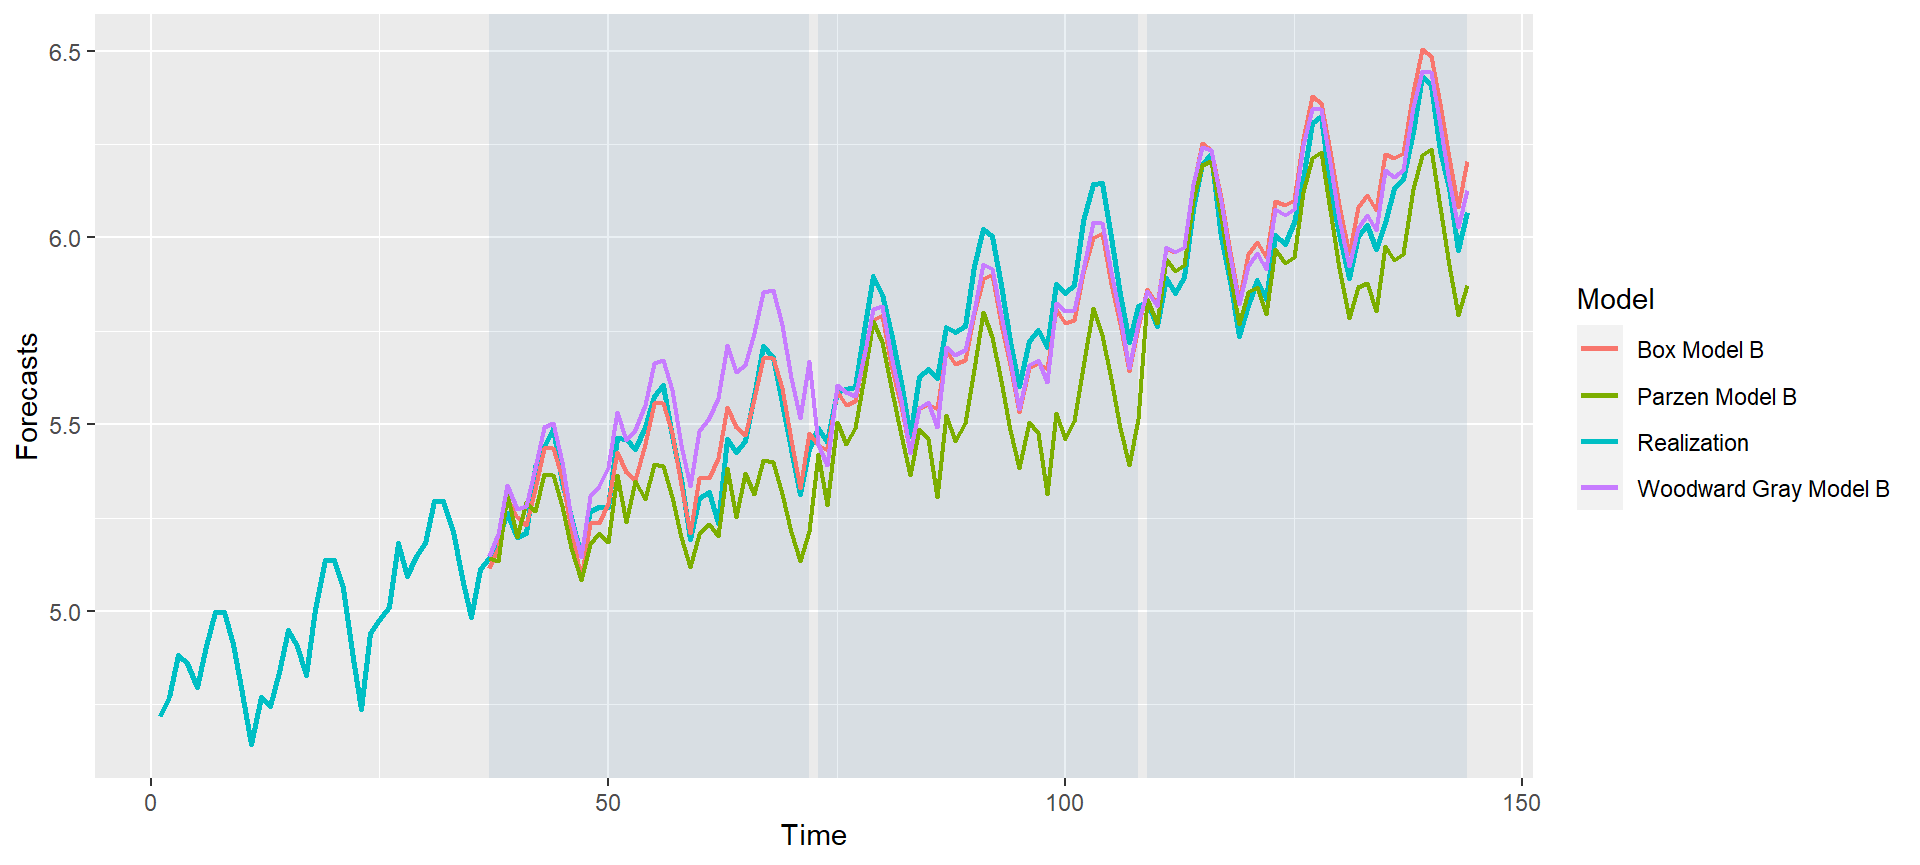 6.5
6.0
5.5
5.0
Forecasts
0
50
100
150
Time
Model
Box Model B
Parzen Model B
Realization
Woodward Gray Model B